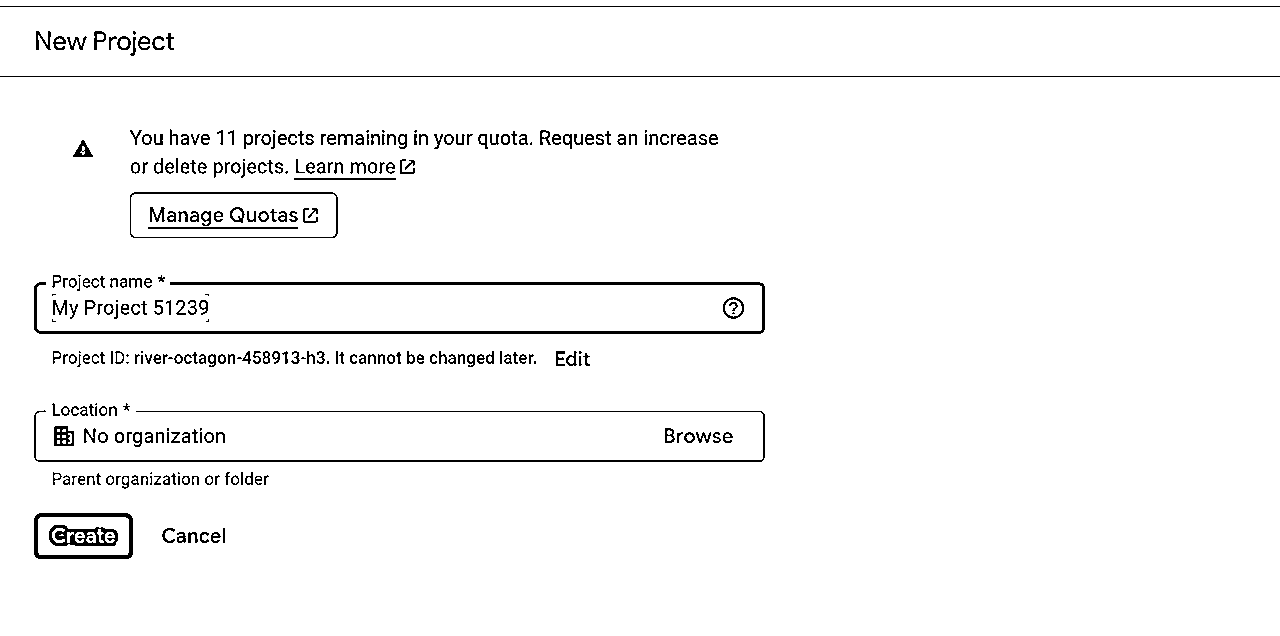 New Project
You have 11 projects remaining in your quota. Request an increase
or delete projects. Learn more
Manage Quotas
Project name *
My Project 51239
Project ID: river-octagon-458913-h3. It cannot be changed later. Edit
Location *
No organization Browse
Parent organization or folder
Create Cancel